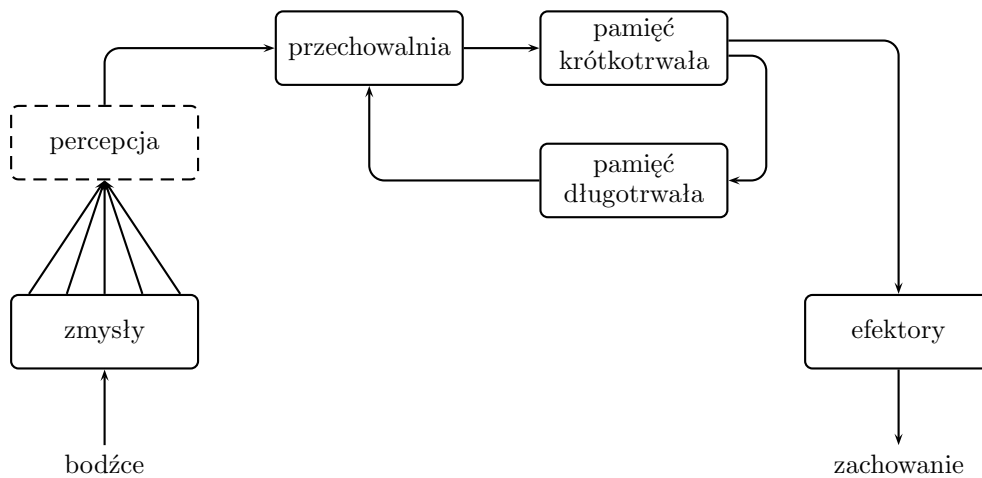 przechowalnia
pamięć
krótkotrwała
percepcja
pamięć
długotrwała
zmysły
efektory
bodźce
zachowanie